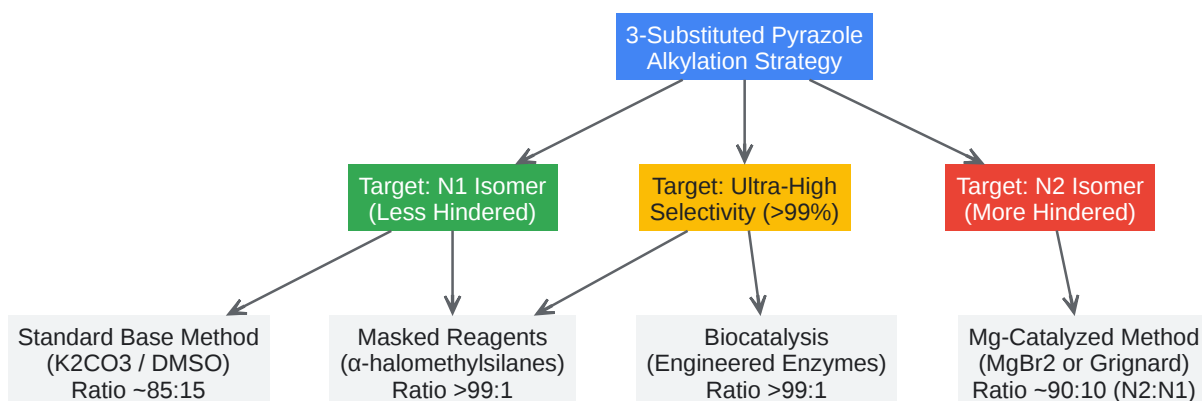 3-Substituted Pyrazole
Alkylation Strategy
Target: N1 Isomer
(Less Hindered)
Target: Ultra-High
Selectivity (>99%)
Target: N2 Isomer
(More Hindered)
Standard Base Method
(K2CO3 / DMSO)
Ratio ~85:15
Masked Reagents
(α-halomethylsilanes)
Ratio >99:1
Biocatalysis
(Engineered Enzymes)
Ratio >99:1
Mg-Catalyzed Method
(MgBr2 or Grignard)
Ratio ~90:10 (N2:N1)